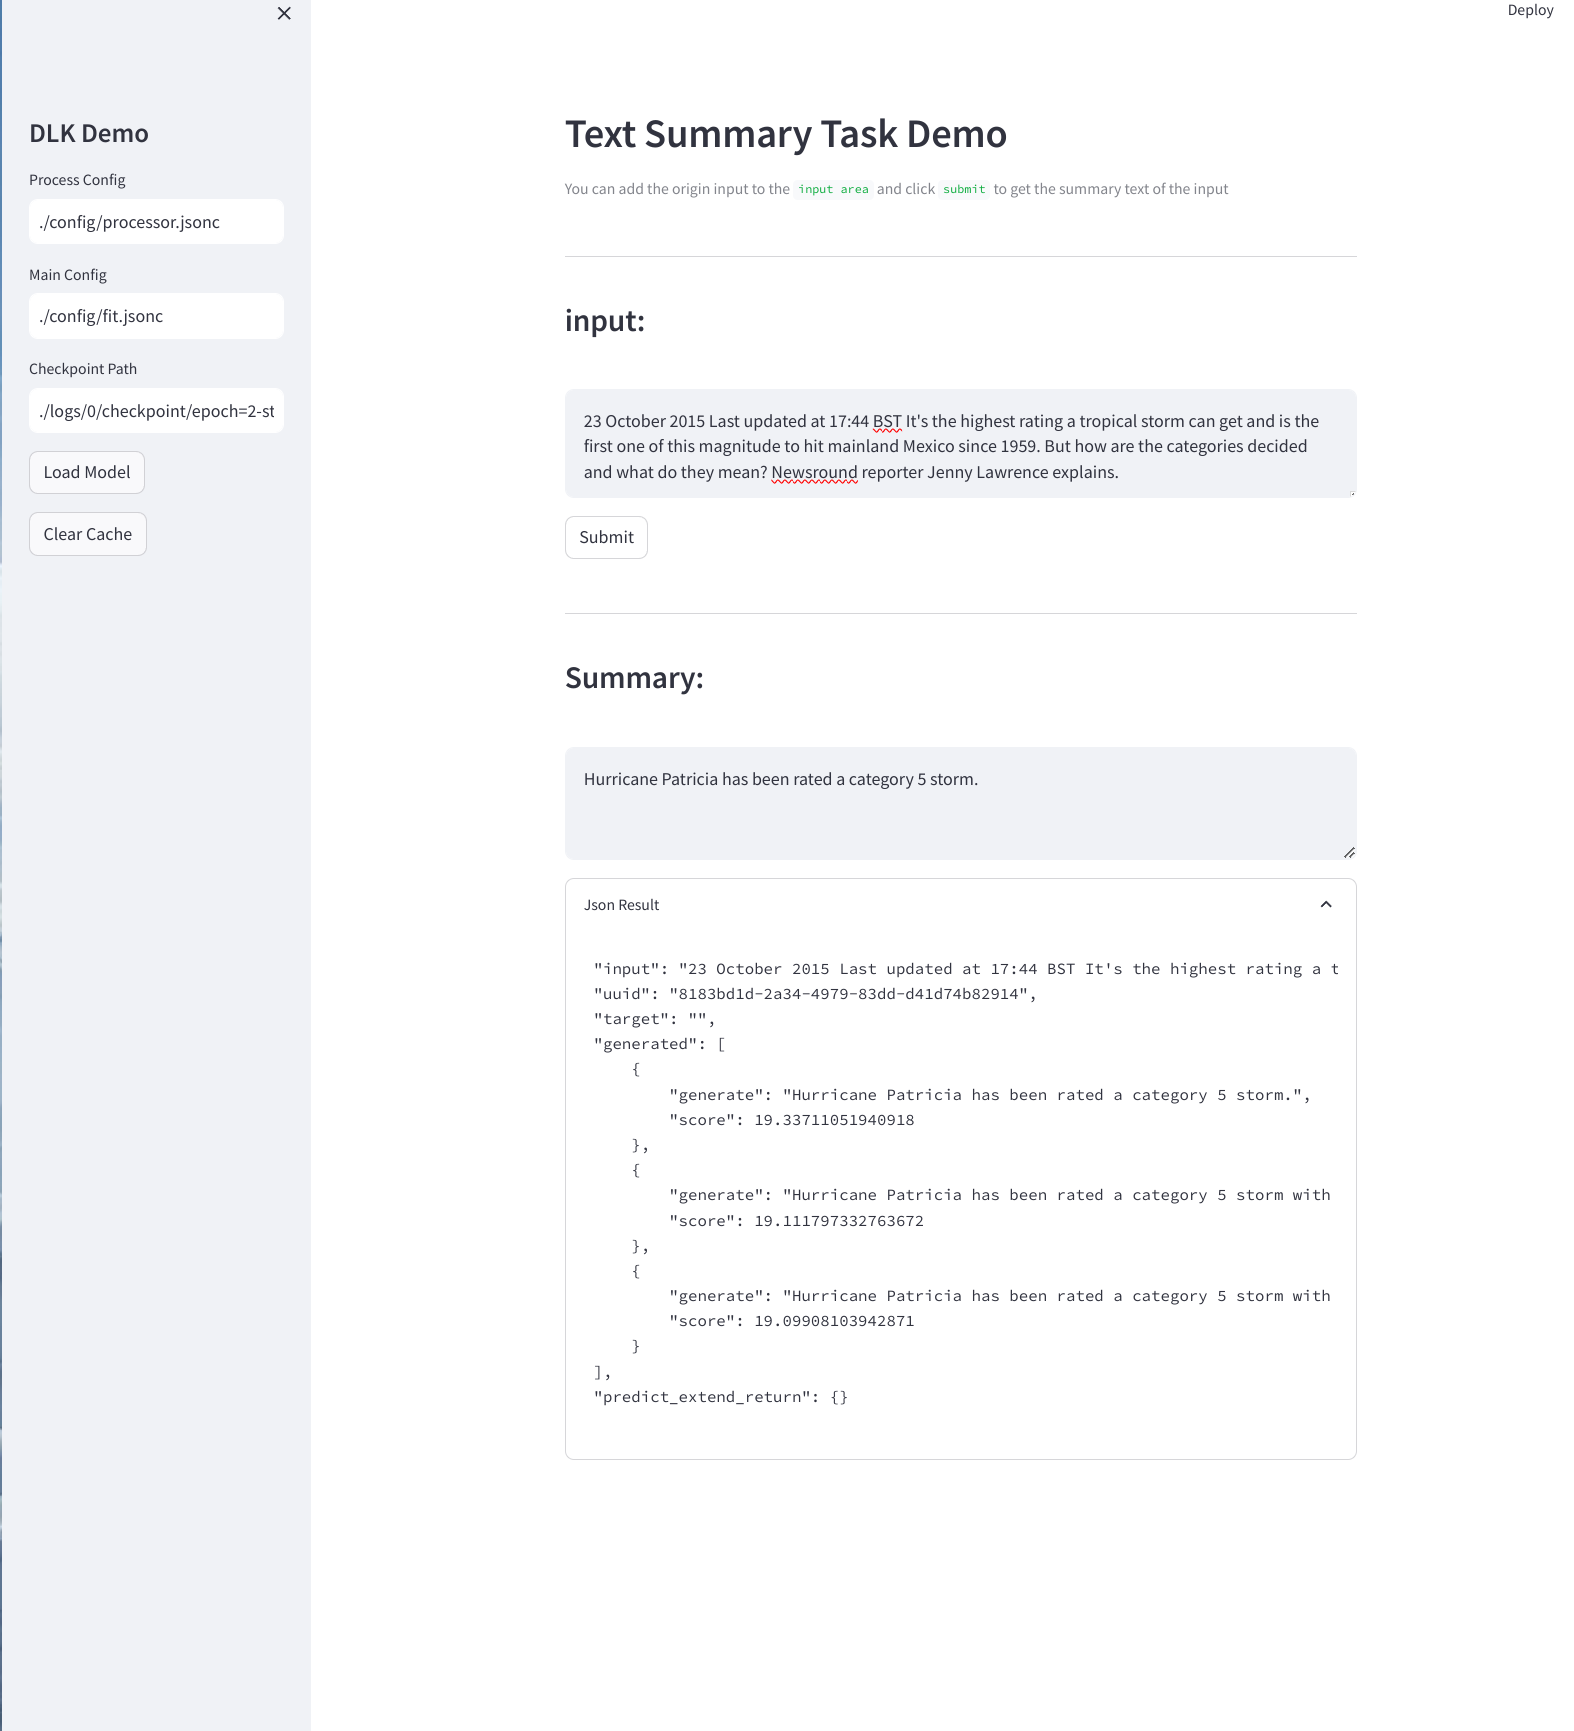 Deploy
DLK Demo
Process Config
./config/processor.jsonc
Main Config
./config/fit.jsonc
Checkpoint Path
./logs/0/checkpoint/epoch=2-st
Load Model
Clear Cache
Text Summary Task Demo
You can add the origin input to the input area and click submit to get the summary text of the input
input:
23 October 2015 Last updated at 17:44 BST It's the highest rating a tropical storm can get and is the
first one of this magnitude to hit mainland Mexico since 1959. But how are the categories decided
and what do they mean? Newsround reporter Jenny Lawrence explains.
Submit
Summary:
Hurricane Patricia has been rated a category 5 storm.
Json Result
"input": "23 October 2015 Last updated at 17:44 BST It's the highest rating a t
"uuid": "8183bd1d-2a34-4979-83dd-d41d74b82914",
"target": "",
"generated": [
{
"generate": "Hurricane Patricia has been rated a category 5 storm.",
"score": 19.33711051940918
},
{
"generate": "Hurricane Patricia has been rated a category 5 storm with
"score": 19.111797332763672
},
{
"generate": "Hurricane Patricia has been rated a category 5 storm with
"score": 19.09908103942871
}
],
"predict_extend_return": {}